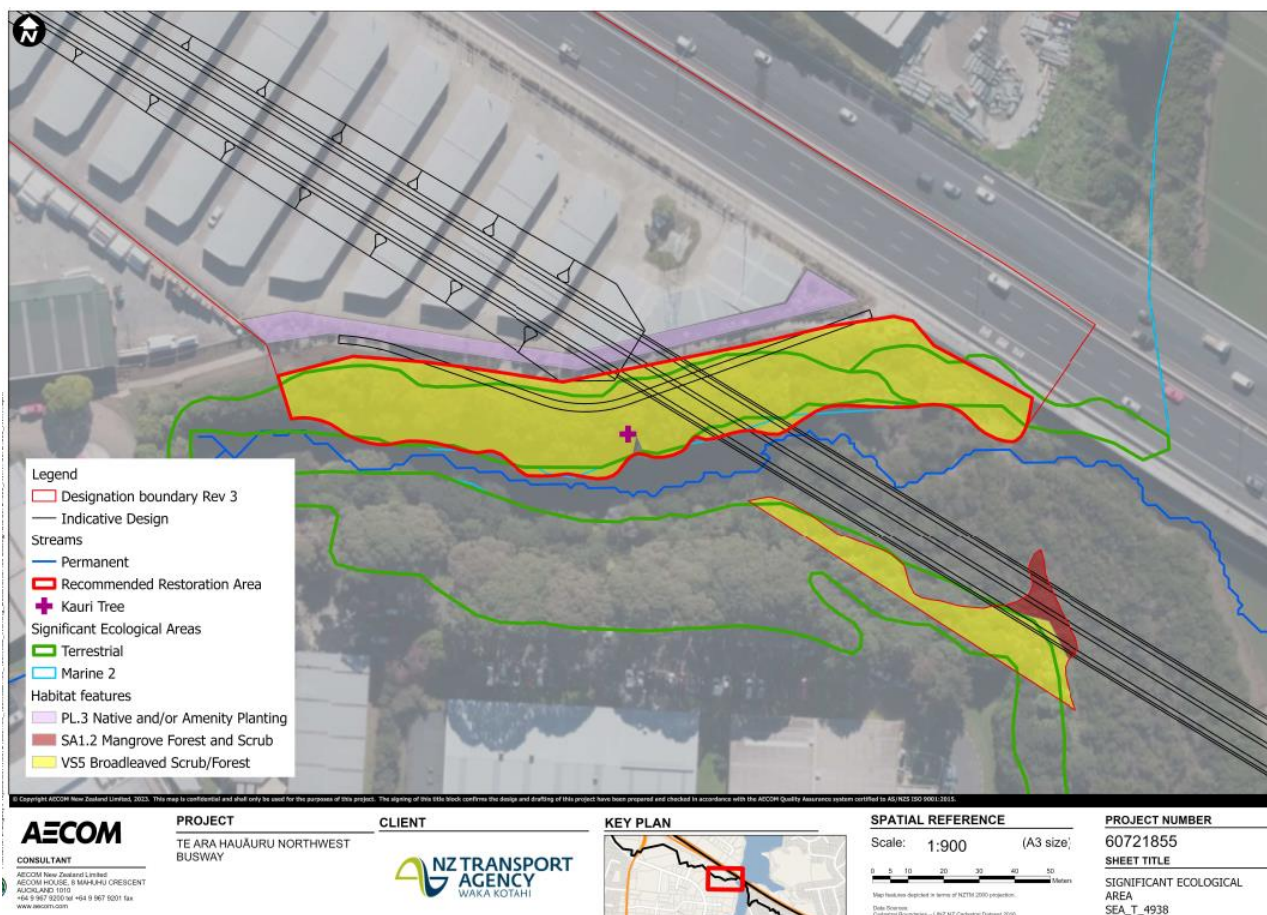 N
Legend
Designation boundary Rev 3
Indicative Design
Streams
Permanent
Recommended Restoration Area
Kauri Tree
Significant Ecological Areas
Terrestrial
Marine 2
Habitat features
PL.3 Native and/or Amenity Planting
SA1.2 Mangrove Forest and Scrub
VS5 Broadleaved Scrub/Forest
© Copyright AECOM New Zealand Limited, 2023. This map is confidential and shall only be used for the purposes of this project. The signing of this title block confirms the design and drafting of this project have been prepared and checked in accordance with the AECOM Quality Assurance system certified to AS/NZS ISO 9001:2015.
AECOM
CONSULTANT
AECOM New Zealand Limited
AECOM HOUSE, 8 MAHUHU CRESCENT
AUCKLAND 1010
+64 9 967 9200 tel +64 9 967 9201 fax
www.aecom.com
PROJECT
TE ARA HAUĀURU NORTHWEST
BUSWAY
CLIENT
NZ TRANSPORT
AGENCY
WAKA KOTAHI
KEY PLAN
SPATIAL REFERENCE
Scale: 1:900 (A3 size)
0 5 10 20 30 40 50
Meters
Map features depicted in terms of NZTM 2000 projection.
Data Sources
PROJECT NUMBER
60721855
SHEET TITLE
SIGNIFICANT ECOLOGICAL
AREA
SEA_T_4938